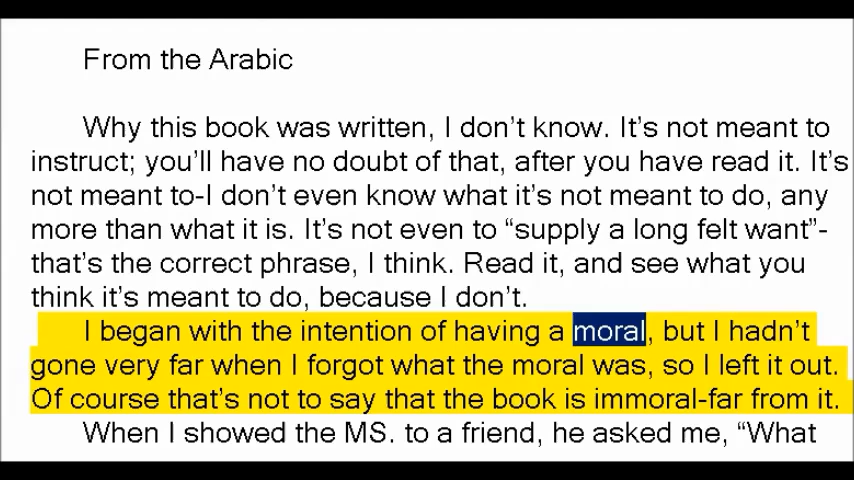 From the Arabic
Why this book was written, I don't know. It's not meant to
instruct; you'll have no doubt of that, after you have read it. It's
not meant to-I don't even know what it's not meant to do, any
more than what it is. It's not even to “supply a long felt want”-
that's the correct phrase, I think. Read it, and see what you
think it's meant to do, because I don't.
I began with the intention of having a moral, but I hadn't
gone very far when I forgot what the moral was, so I left it out.
Of course that's not to say that the book is immoral-far from it.
When I showed the MS. to a friend, he asked me, “What